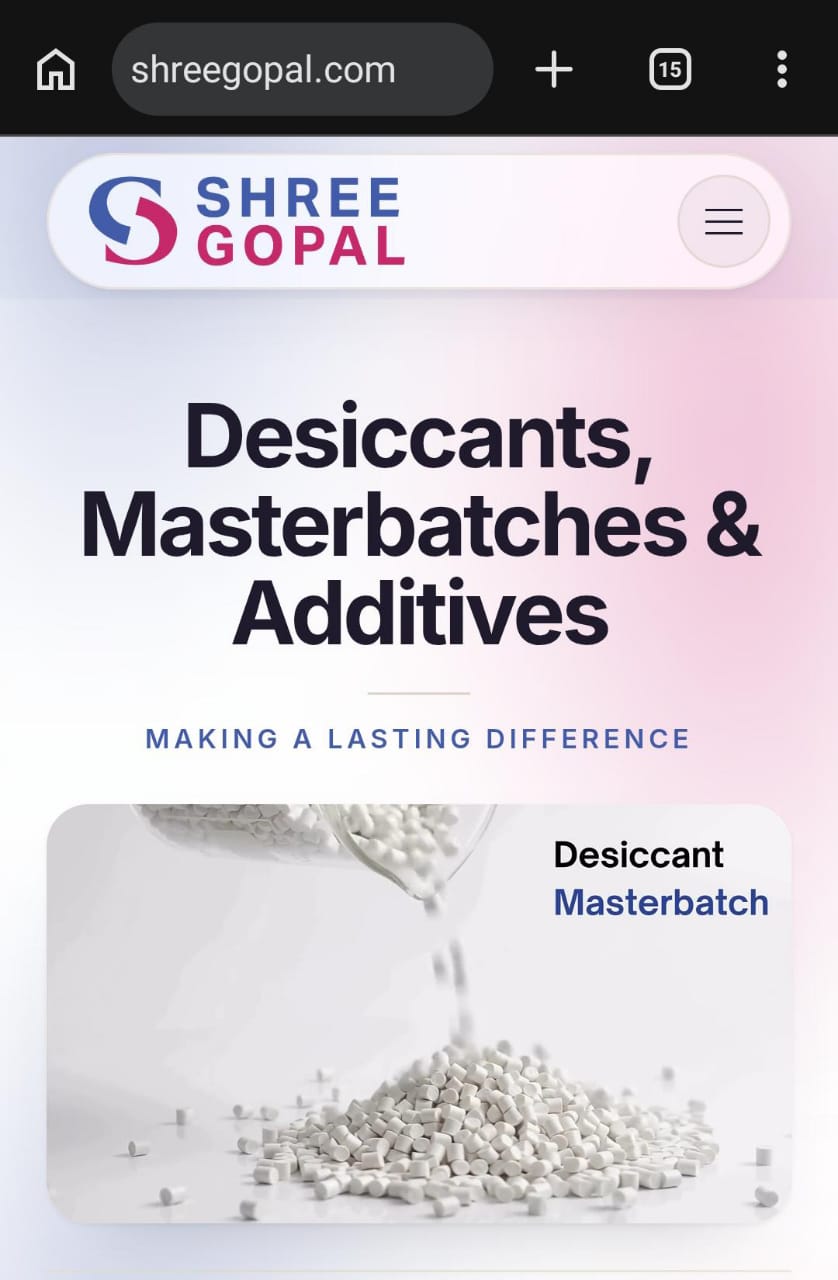 shreegopal.com
15
SHREE
GOPAL
Desiccants,
Masterbatches &
Additives
MAKING A LASTING DIFFERENCE
Desiccant
Masterbatch